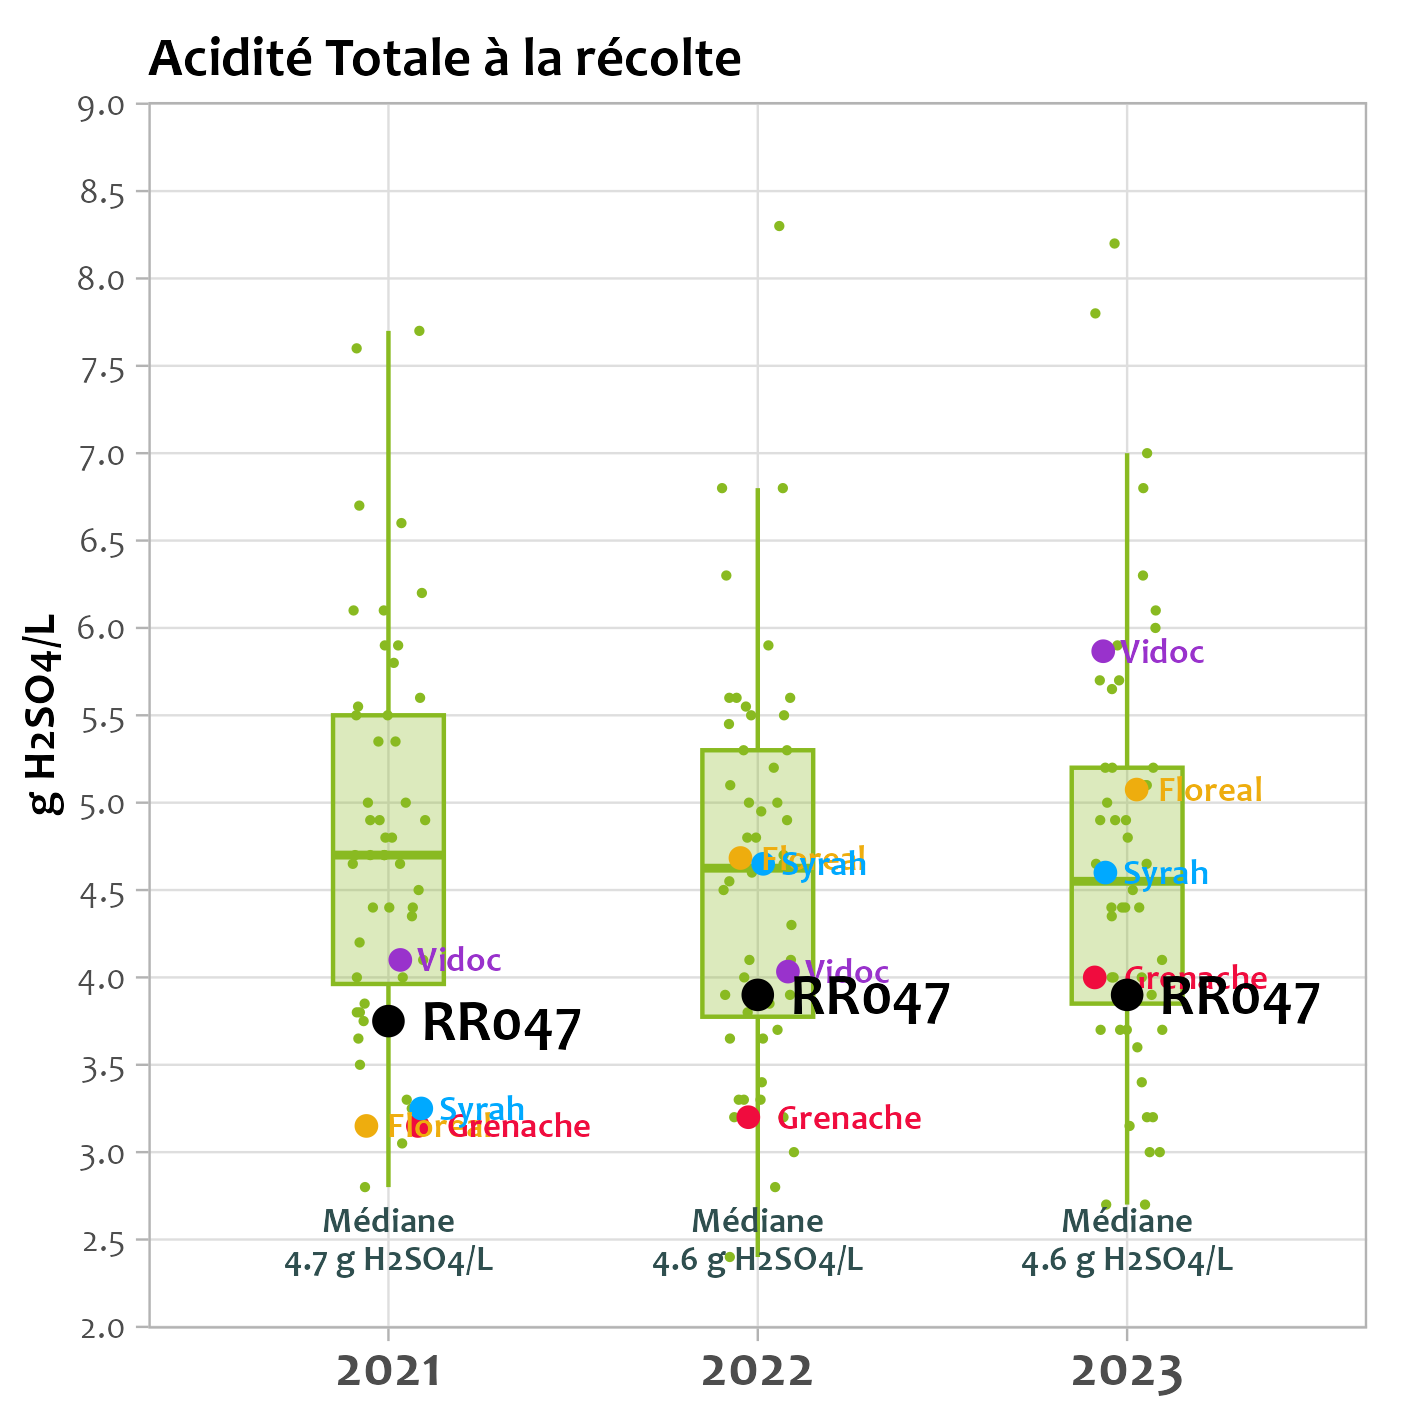 Acidité Totale à la récolte
g H2SO4/L
9.0
8.5
8.0
7.5
7.0
6.5
6.0
5.5
5.0
4.5
4.0
3.5
3.0
2.5
2.0
Vidoc
RR047
Syrah
Floreal
Grenache
Médiane
4.7 g H2SO4/L
Floreal
Syrah
Vidoc
RR047
Grenache
Médiane
4.6 g H2SO4/L
Vidoc
Floreal
Syrah
Grenache
RR047
Médiane
4.6 g H2SO4/L
2021
2022
2023